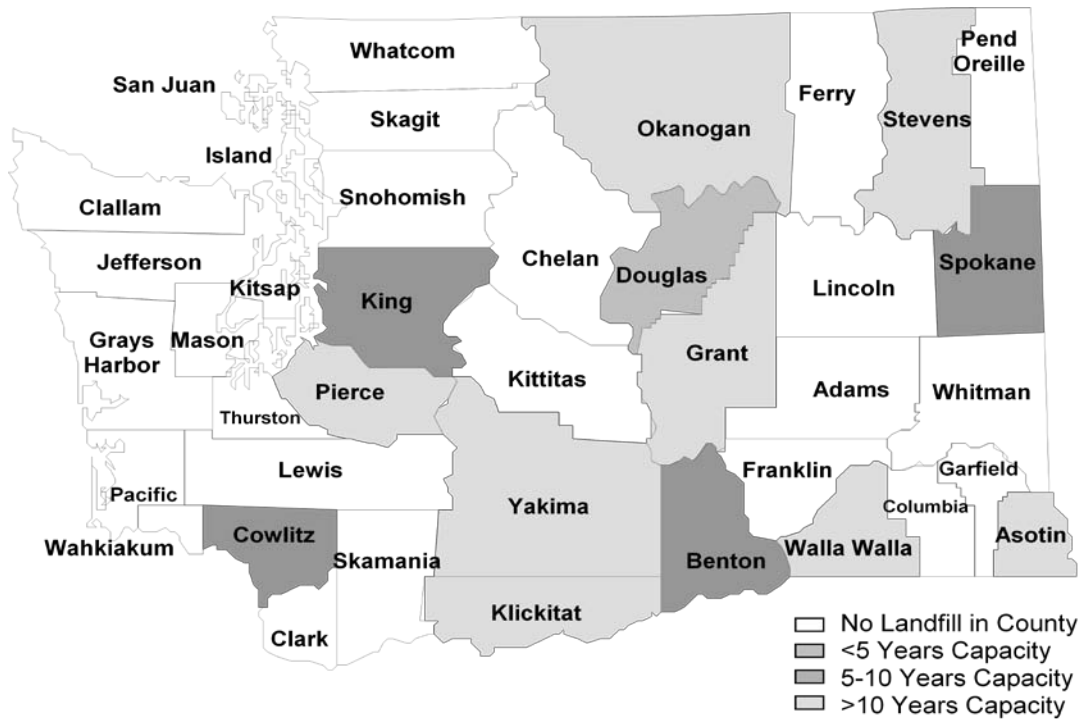 Whatcom
Pend
Oreille
San Juan
Ferry
Skagit
Stevens
Okanogan
Island
Snohomish
Clallam
Chelan
Jefferson
Spokane
Douglas
Kitsap
Lincoln
King
Grays
Harbor
Mason
Grant
Kittitas
Pierce
Adams
Whitman
Thurston
Lewis
Franklin
Garfield
Pacific
Yakima
Columbia
Cowlitz
Asotin
Wahkiakum
Walla Walla
Skamania
Benton
Klickitat
Clark
No Landfill in County
<5 Years Capacity
5-10 Years Capacity
>10 Years Capacity